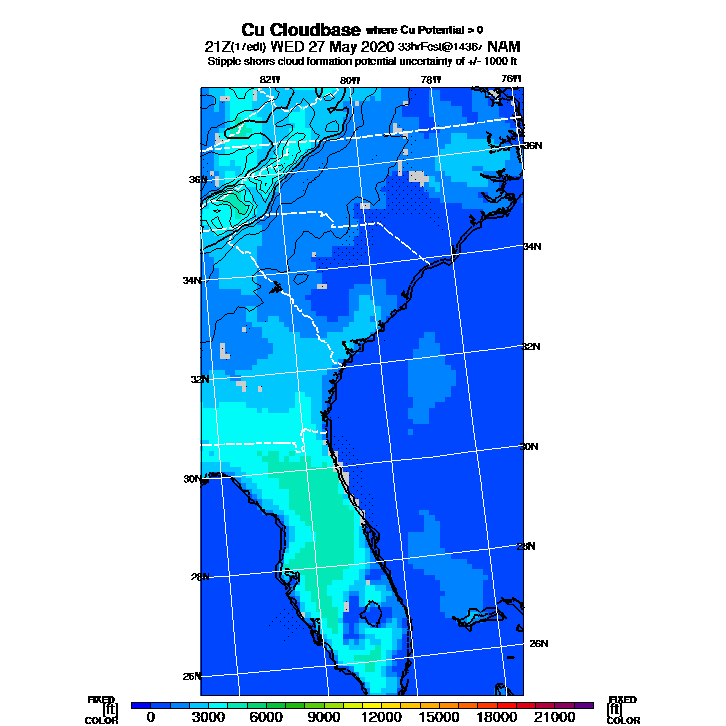 Cu Cloudbase where Cu Potential > 0
21Z(17edt) WED 27 May 2020 33hrFcst@1436z NAM
Stipple shows cloud formation potential uncertainty of +/- 1000 ft
82W 80W 78W 76W
36N 36N
34N 34N
32N 32N
30N 30N
28N 28N
26N 26N
FIXED FIXED
[ft] 0 3000 6000 9000 12000 15000 18000 21000 [ft]
COLOR COLOR